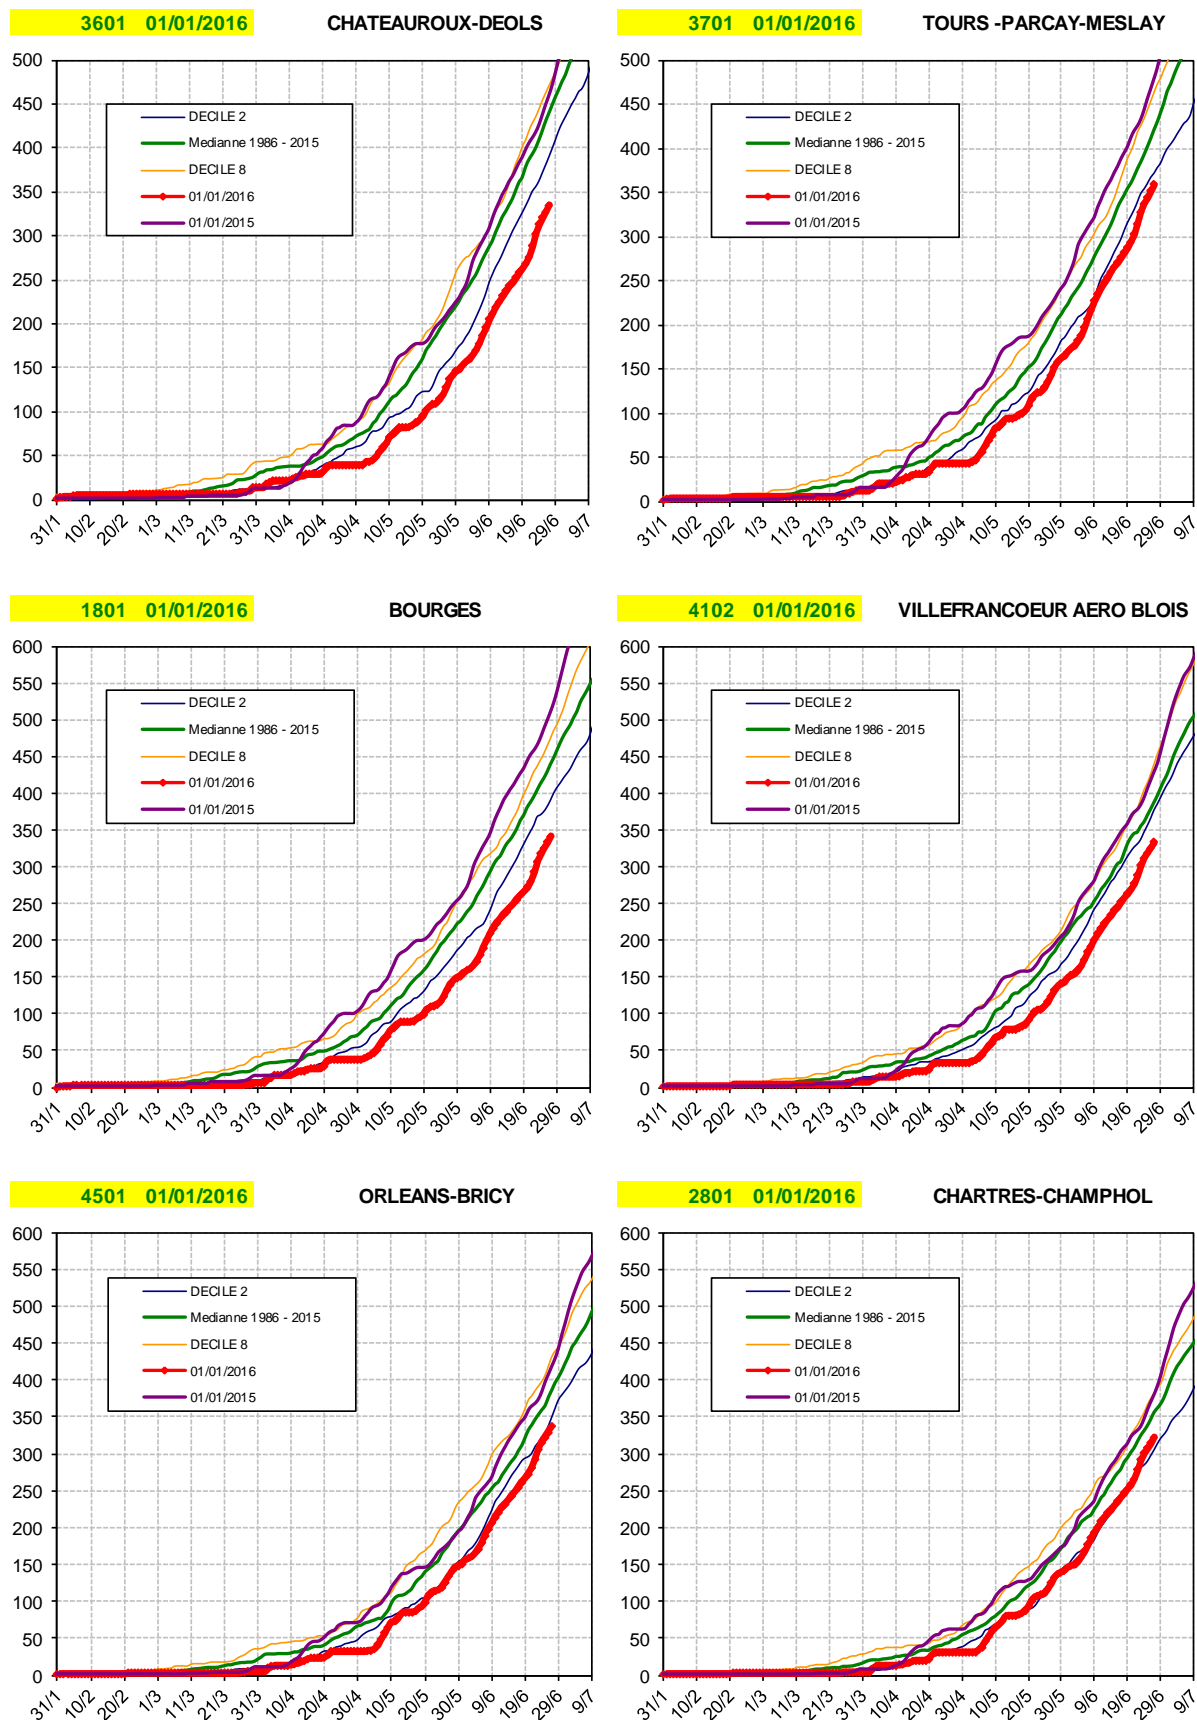 3601 01/01/2016 CHATEAUROUX-DEOLS
500
450
400
350
300
250
200
150
100
50
0
DECILE 2
Medianne 1986 - 2015
DECILE 8
01/01/2016
01/01/2015
31/1 10/2 20/2 1/3 11/3 21/3 31/3 10/4 20/4 30/4 10/5 20/5 30/5 9/6 19/6 29/6 9/7
3701 01/01/2016 TOURS -PARCAY-MESLAY
500
450
400
350
300
250
200
150
100
50
0
DECILE 2
Medianne 1986 - 2015
DECILE 8
01/01/2016
01/01/2015
31/1 10/2 20/2 1/3 11/3 21/3 31/3 10/4 20/4 30/4 10/5 20/5 30/5 9/6 19/6 29/6 9/7
1801 01/01/2016 BOURGES
600
550
500
450
400
350
300
250
200
150
100
50
0
DECILE 2
Medianne 1986 - 2015
DECILE 8
01/01/2016
01/01/2015
31/1 10/2 20/2 1/3 11/3 21/3 31/3 10/4 20/4 30/4 10/5 20/5 30/5 9/6 19/6 29/6 9/7
4102 01/01/2016 VILLEFRANCOEUR AERO BLOIS
600
550
500
450
400
350
300
250
200
150
100
50
0
DECILE 2
Medianne 1986 - 2015
DECILE 8
01/01/2016
01/01/2015
31/1 10/2 20/2 1/3 11/3 21/3 31/3 10/4 20/4 30/4 10/5 20/5 30/5 9/6 19/6 29/6 9/7
4501 01/01/2016 ORLEANS-BRICY
600
550
500
450
400
350
300
250
200
150
100
50
0
DECILE 2
Medianne 1986 - 2015
DECILE 8
01/01/2016
01/01/2015
31/1 10/2 20/2 1/3 11/3 21/3 31/3 10/4 20/4 30/4 10/5 20/5 30/5 9/6 19/6 29/6 9/7
2801 01/01/2016 CHARTRES-CHAMPHOL
600
550
500
450
400
350
300
250
200
150
100
50
0
DECILE 2
Medianne 1986 - 2015
DECILE 8
01/01/2016
01/01/2015
31/1 10/2 20/2 1/3 11/3 21/3 31/3 10/4 20/4 30/4 10/5 20/5 30/5 9/6 19/6 29/6 9/7